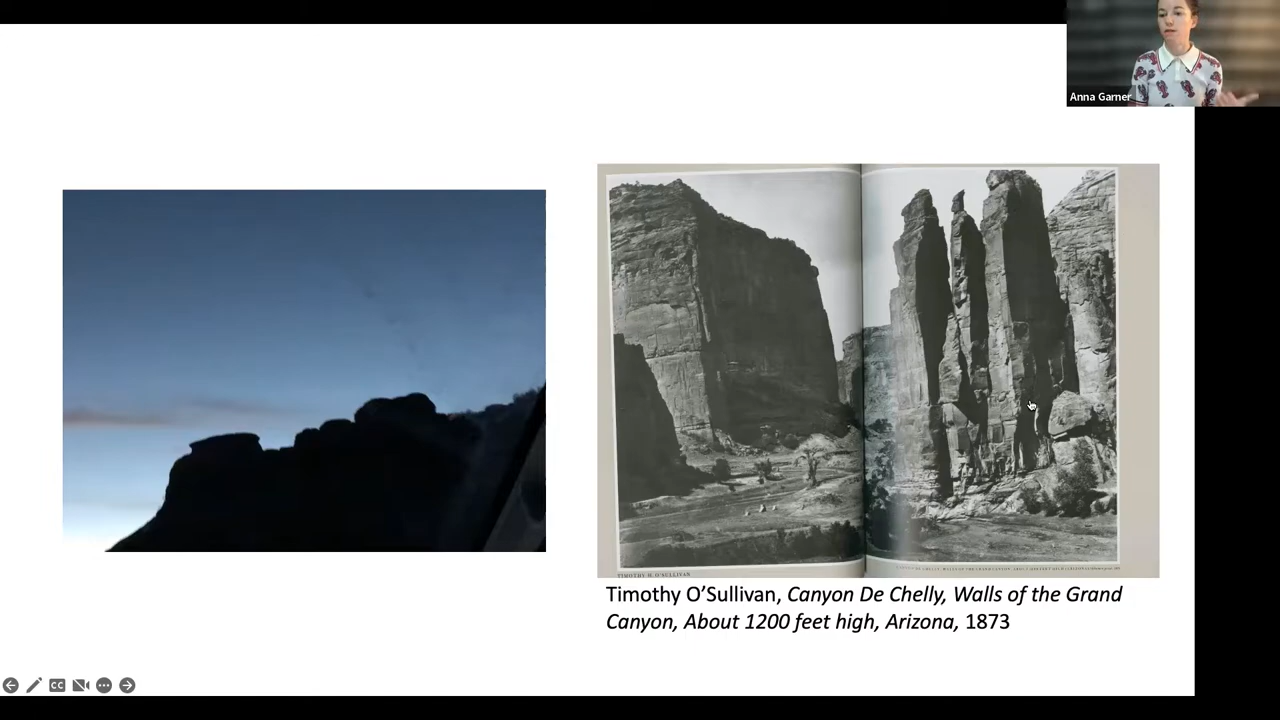 Anna Garner
TIMOTHY H. O'SULLIVAN
Timothy O'Sullivan, Canyon De Chelly, Walls of the Grand
Canyon, About 1200 feet high, Arizona, 1873
CC